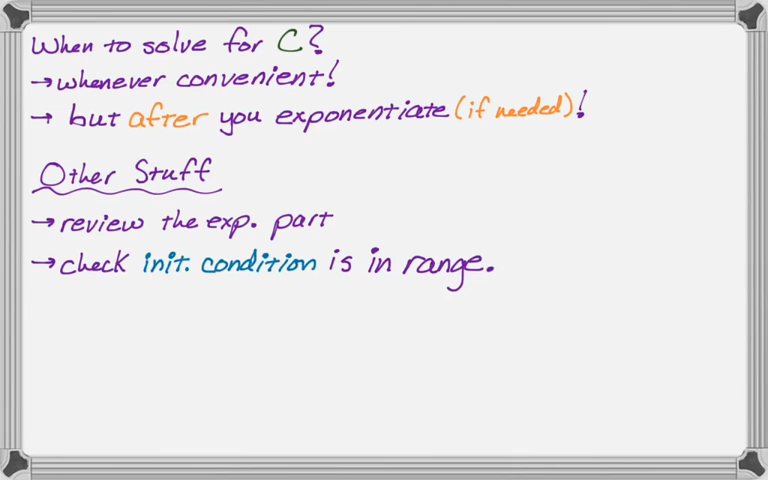 When to solve for C?
→ whenever convenient!
→ but after you exponentiate (if needed)!
Other Stuff
→ review the exp. part
→ check init. condition is in range.